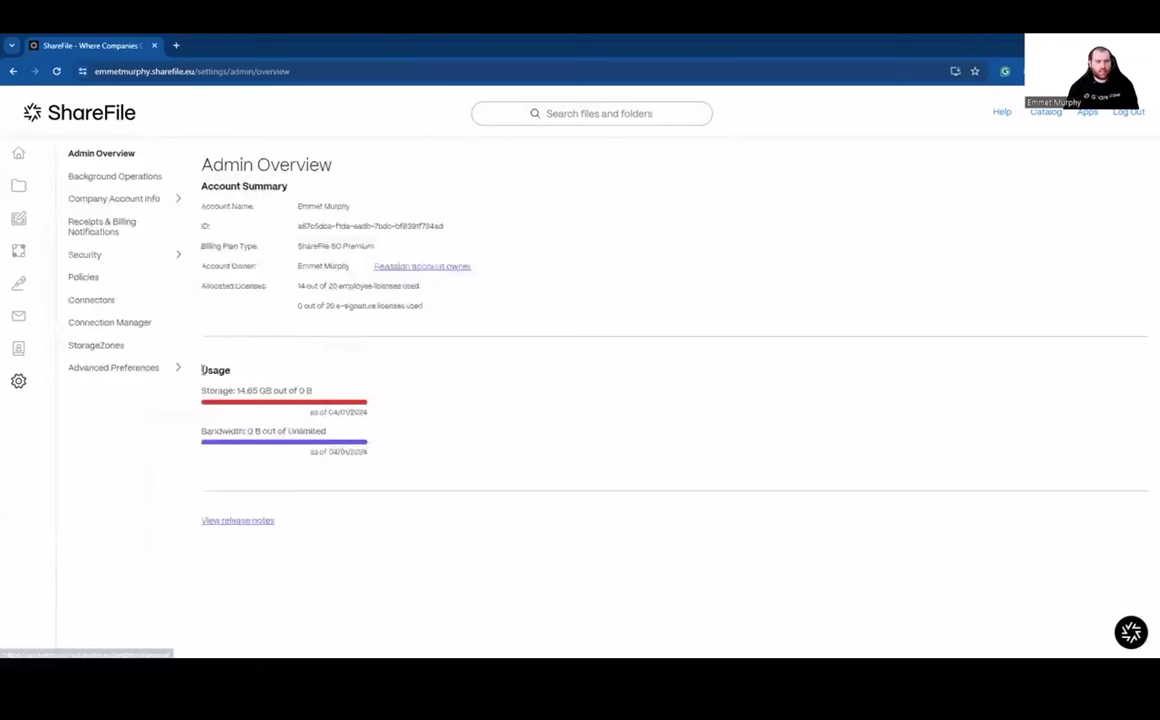 ShareFile - Where Companies C
emmetmurphy.sharefile.eu/settings/admin/overview
Emmet Murphy
ShareFile
Search files and folders
Help
Catalog
Apps
Log Out
Admin Overview
Background Operations
Company Account Info
Receipts & Billing
Notifications
Security
Policies
Connectors
Connection Manager
StorageZones
Advanced Preferences
Admin Overview
Account Summary
Account Name: Emmet Murphy
ID:
Billing Plan Type: ShareFile SO Premium
Account Owner: Emmet Murphy Reassign account owner
Allocated Licenses: 14 out of 20 employee licenses used.
0 out of 20 e-signature licenses used
Usage
Storage: 14.65 GB out of 0 B
as of 04/01/2024
Bandwidth: 0 B out of Unlimited
as of 04/01/2024
View release notes